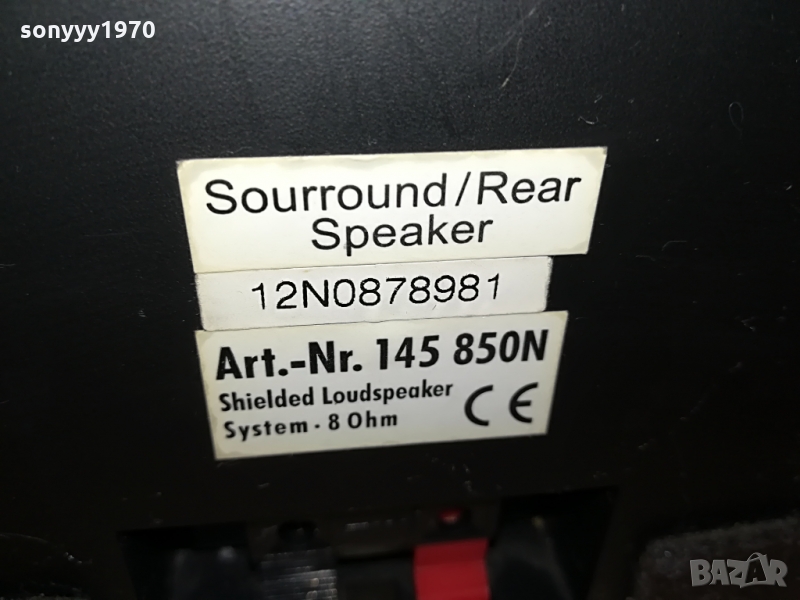 sonyyy1970
Sourround/Rear
Speaker
12N0878981
Art.-Nr. 145 850N
Shielded Loudspeaker
System - 8 Ohm
CE
BAZAR